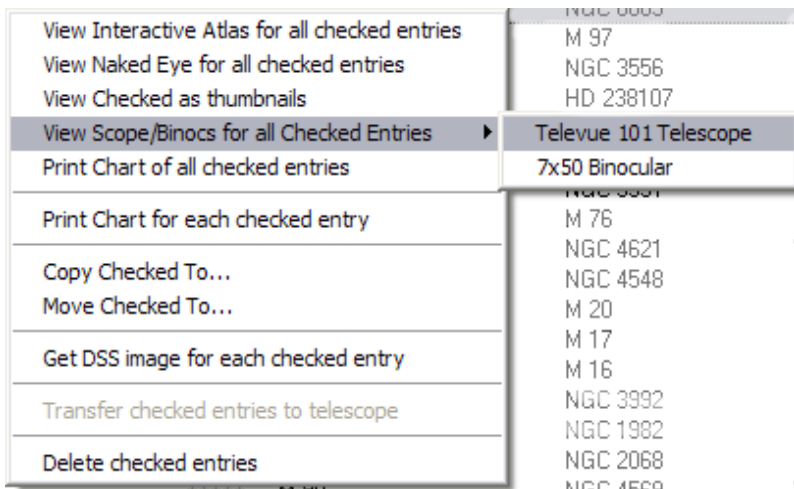 View Interactive Atlas for all checked entries
View Naked Eye for all checked entries
View Checked as thumbnails
View Scope/Binocs for all Checked Entries
Print Chart of all checked entries
Print Chart for each checked entry
Copy Checked To...
Move Checked To...
Get DSS image for each checked entry
Transfer checked entries to telescope
Delete checked entries
Televue 101 Telescope
7x50 Binocular
M 97
NGC 3556
HD 238107
M 76
NGC 4621
NGC 4548
M 20
M 17
M 16
NGC 3992
NGC 1982
NGC 2068